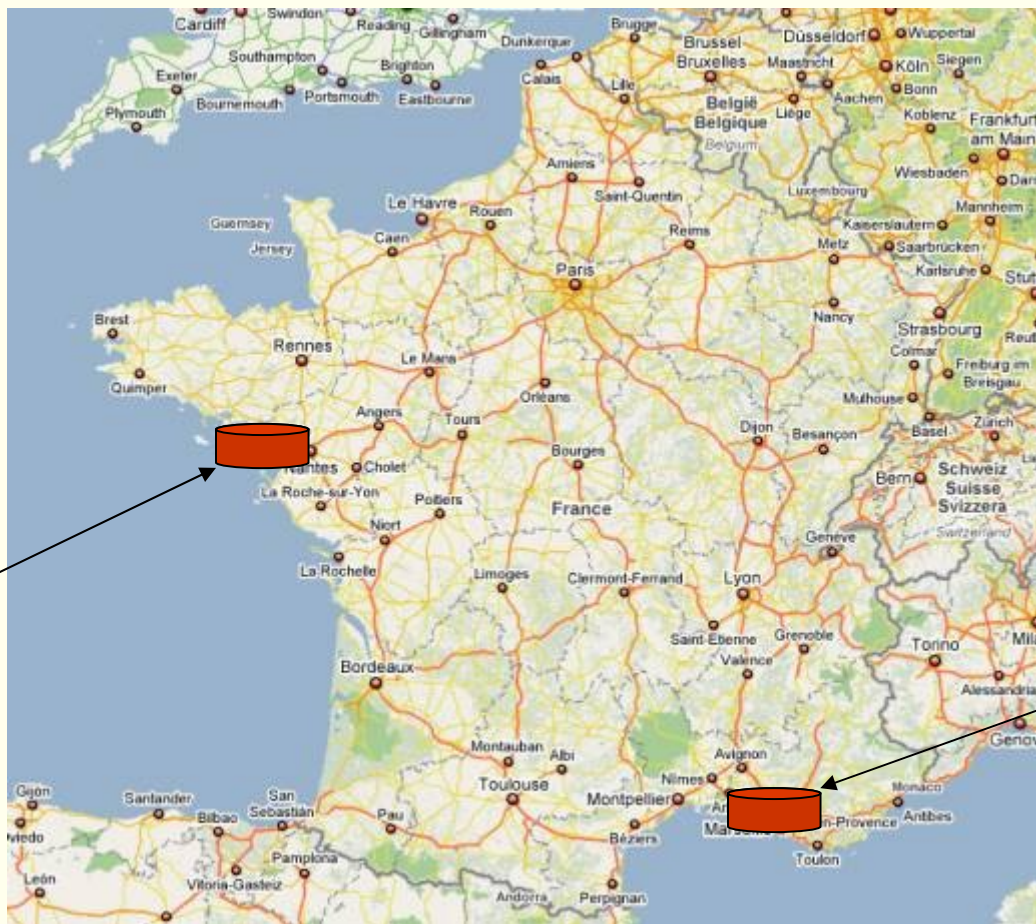 Cardiff
Swindon
Reading
Gillingham
Southampton
Brighton
Exeter
Bournemouth
Portsmouth
Eastbourne
Plymouth
Dunkerque
Calais
Lille
Brugge
Brussel
Bruxelles
Maastricht
Düsseldorf
Wuppertal
Köln
Siegen
Bonn
Aachen
België
Belgique
Belgium
Liège
Koblenz
Frankfurt
am Main
Wiesbaden
Mannheim
Luxembourg
Kaiserslautern
Saarbrücken
Karlsruhe
Amiens
Saint-Quentin
Guernsey
Jersey
Le Havre
Rouen
Caen
Reims
Metz
Paris
Nancy
Strasbourg
Colmar
Freiburg im
Breisgau
Mulhouse
Basel
Zürich
Brest
Quimper
Rennes
Le Mans
Orléans
Angers
Tours
Nantes
Cholet
Bourges
Dijon
Besançon
Bern
Schweiz
Suisse
Svizzera
Switzerland
La Roche-sur-Yon
Poitiers
Niort
France
Genève
La Rochelle
Limoges
Clermont-Ferrand
Lyon
Saint-Etienne
Grenoble
Valence
Torino
Alessandria
Bordeaux
Montauban
Albi
Avignon
Nîmes
Toulouse
Montpellier
Monaco
Antibes
Toulon
Béziers
Perpignan
Pau
Gijón
Santander
Bilbao
San
Sebastián
Pamplona
Vitoria-Gasteiz
León
Andorra